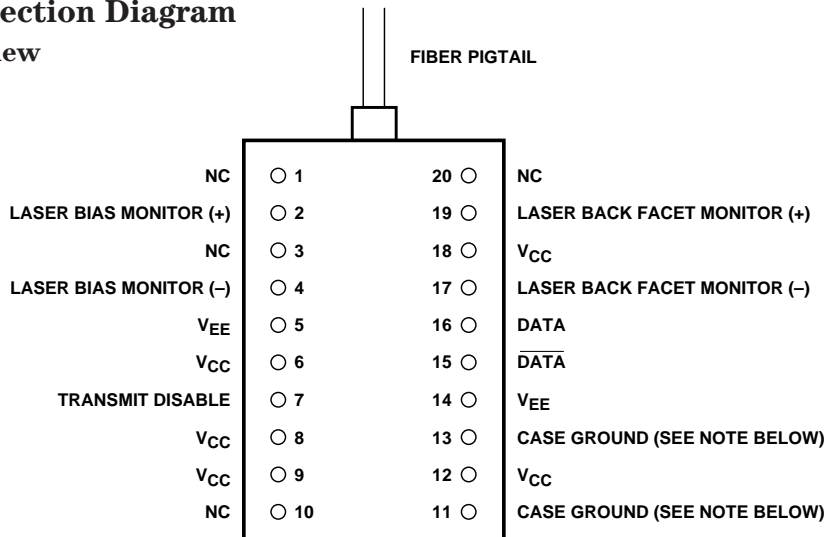 Diagram
FIBER PIGTAIL
NC 1 20 NC
LASER BIAS MONITOR (+) 2 19 LASER BACK FACET MONITOR (+)
NC 3 18 VCC
LASER BIAS MONITOR (–) 4 17 LASER BACK FACET MONITOR (–)
VEE 5 16 DATA
VCC 6 15 D̅A̅T̅A̅
TRANSMIT DISABLE 7 14 VEE
VCC 8 13 CASE GROUND (SEE NOTE BELOW)
VCC 9 12 VCC
NC 10 11 CASE GROUND (SEE NOTE BELOW)